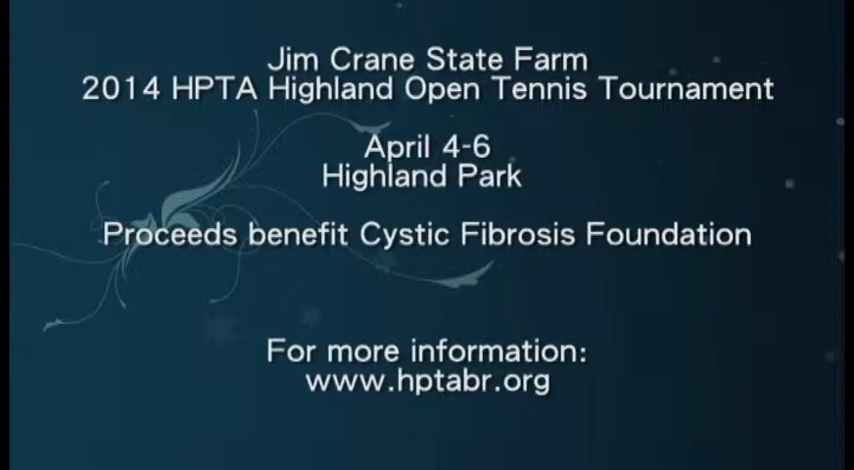 Jim Crane State Farm
2014 HPTA Highland Open Tennis Tournament
April 4-6
Highland Park
Proceeds benefit Cystic Fibrosis Foundation
For more information:
www.hptabr.org